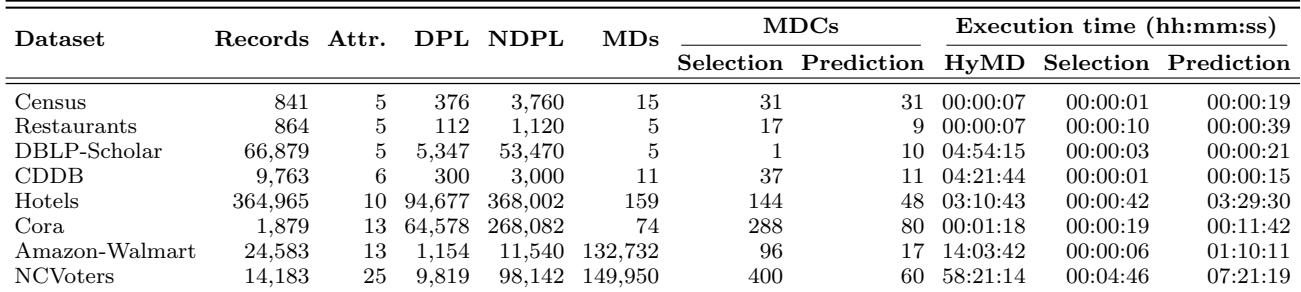 Dataset Records Attr. DPL NDPL MDs MDCs Execution time (hh:mm:ss)
Selection Prediction HyMD Selection Prediction
Census 841 5 376 3,760 15 31 31 00:00:07 00:00:01 00:00:19
Restaurants 864 5 112 1,120 5 17 9 00:00:07 00:00:10 00:00:39
DBLP-Scholar 66,879 5 5,347 53,470 5 1 10 04:54:15 00:00:03 00:00:21
CDDB 9,763 6 300 3,000 11 37 11 04:21:44 00:00:01 00:00:15
Hotels 364,965 10 94,677 368,002 159 144 48 03:10:43 00:00:42 03:29:30
Cora 1,879 13 64,578 268,082 74 288 80 00:01:18 00:00:19 00:11:42
Amazon-Walmart 24,583 13 1,154 11,540 132,732 96 17 14:03:42 00:00:06 01:10:11
NCVoters 14,183 25 9,819 98,142 149,950 400 60 58:21:14 00:04:46 07:21:19